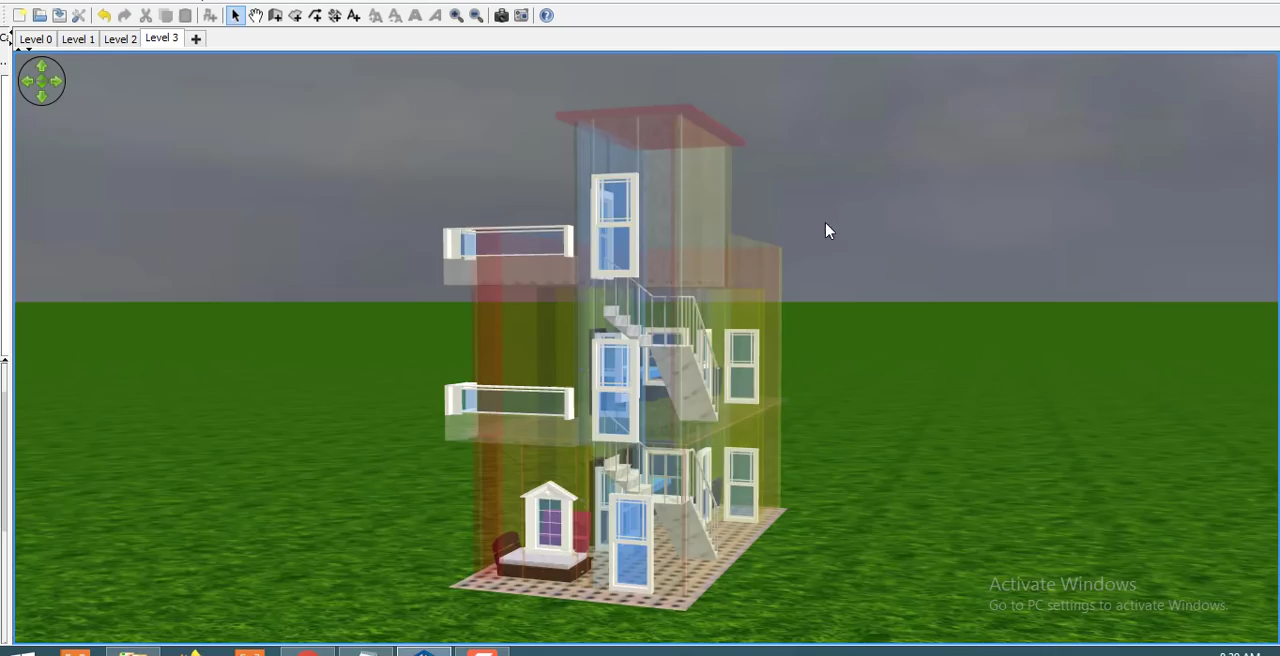 Level 0 Level 1 Level 2 Level 3
Activate Windows
Go to PC settings to activate Windows.